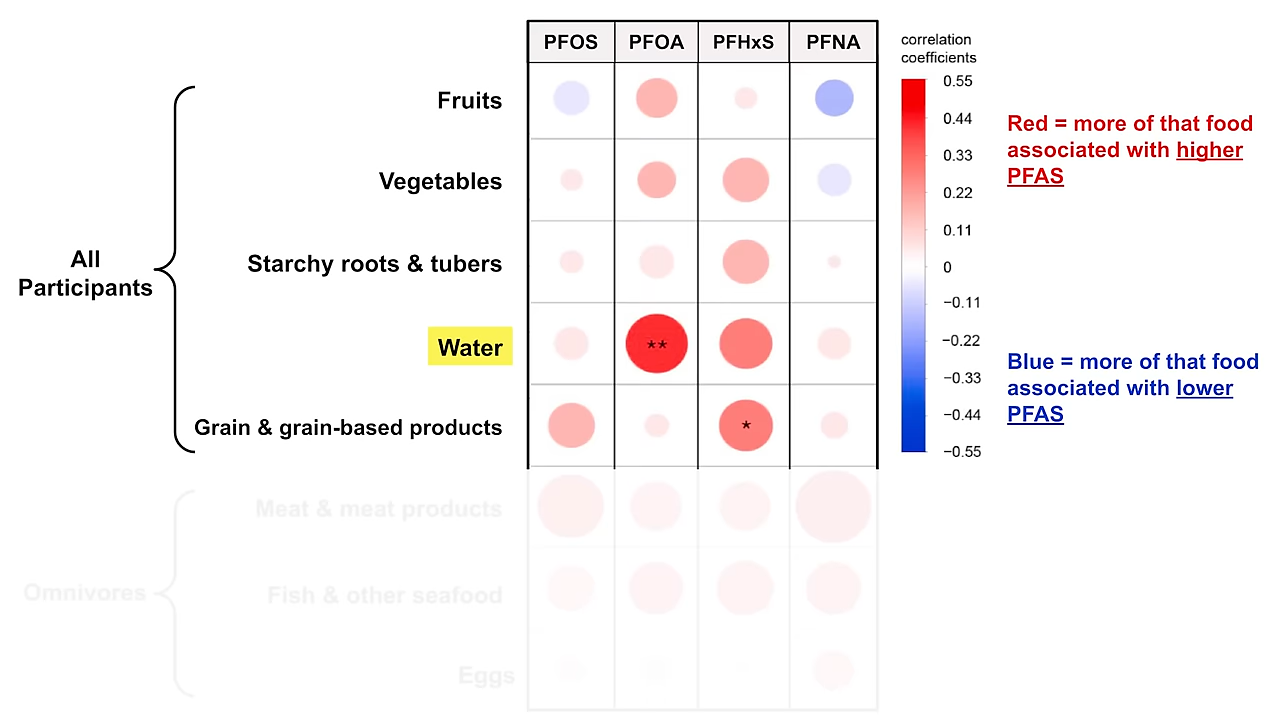 PFOS PFOA PFHxS PFNA
correlation
coefficients
Fruits
Vegetables
Starchy roots & tubers
Water
**
Grain & grain-based products
*
All
Participants
Meat & meat products
Fish & other seafood
Eggs
Omnivores
0.55
0.44
0.33
0.22
0.11
0
−0.11
−0.22
−0.33
−0.44
−0.55
Red = more of that food
associated with higher
PFAS
Blue = more of that food
associated with lower
PFAS